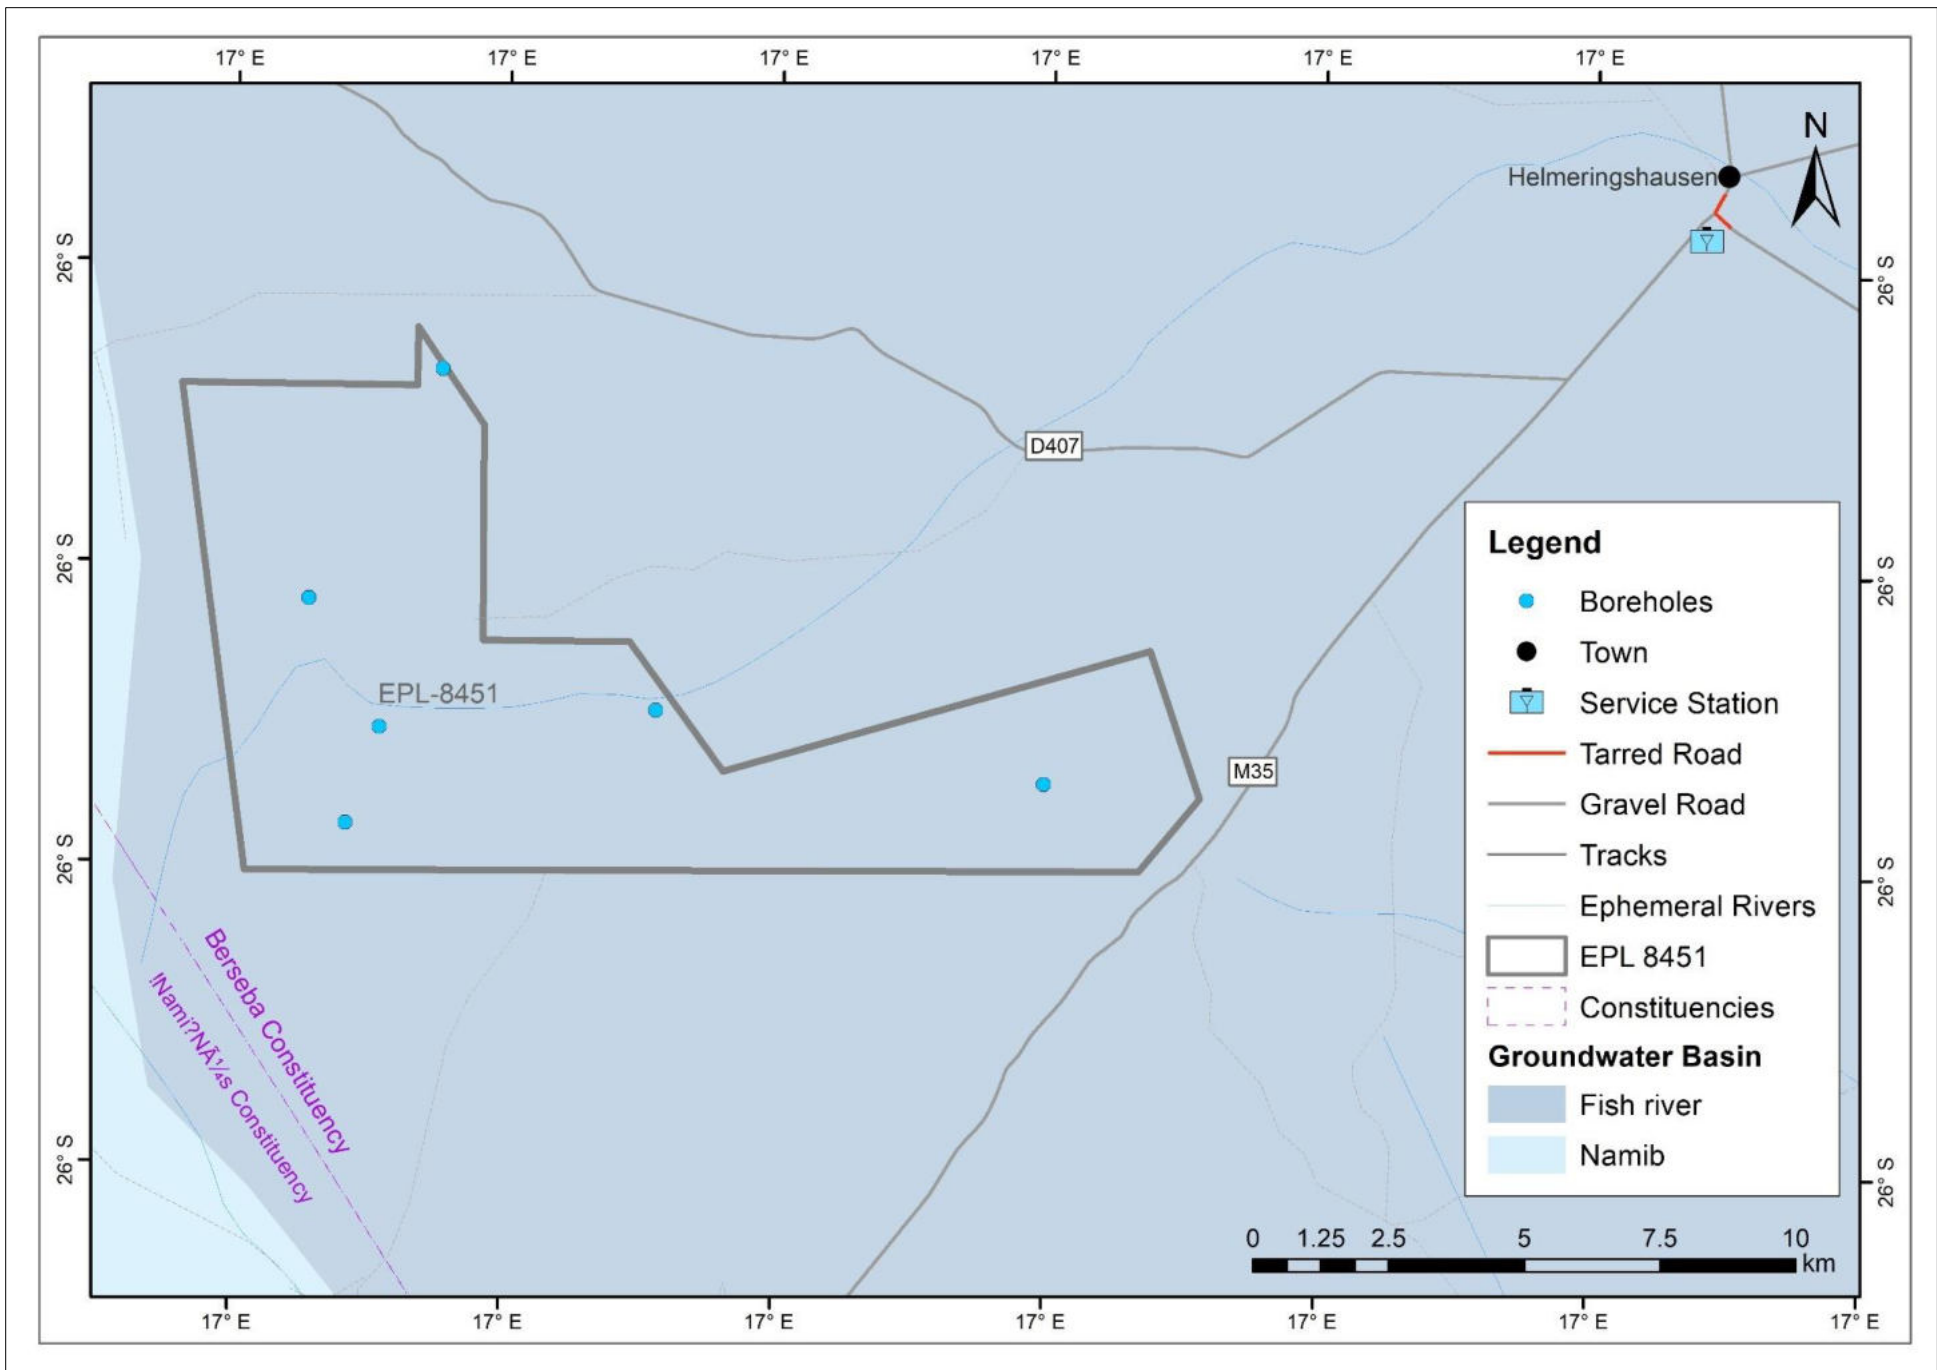 17° E 17° E 17° E 17° E 17° E 17° E
N
Helmeringshausen
26° S
26° S
D407
Legend
26° S
26° S
Boreholes
Town
EPL-8451
Service Station
Tarred Road
M35
Gravel Road
Tracks
26° S
26° S
Ephemeral Rivers
EPL 8451
Berseba Constituency
!Nami?NÃ¼s Constituency
Constituencies
Groundwater Basin
Fish river
Namib
26° S
26° S
0 1.25 2.5 5 7.5 10
km
17° E 17° E 17° E 17° E 17° E 17° E 17° E